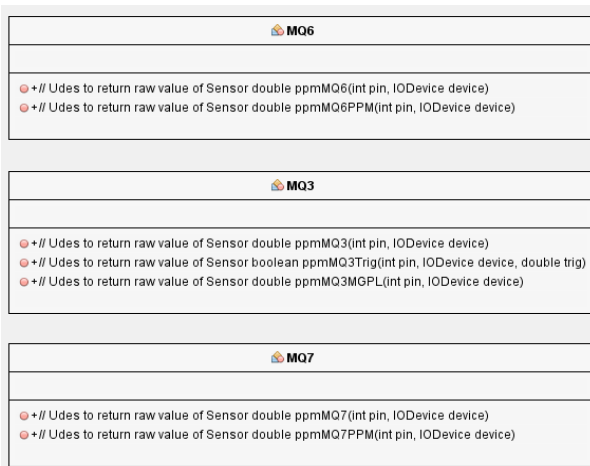 MQ6
+// Udes to return raw value of Sensor double ppmMQ6(int pin, IODevice device)
+// Udes to return raw value of Sensor double ppmMQ6PPM(int pin, IODevice device)
MQ3
+// Udes to return raw value of Sensor double ppmMQ3(int pin, IODevice device)
+// Udes to return raw value of Sensor boolean ppmMQ3Trig(int pin, IODevice device, double trig)
+// Udes to return raw value of Sensor double ppmMQ3MGPL(int pin, IODevice device)
MQ7
+// Udes to return raw value of Sensor double ppmMQ7(int pin, IODevice device)
+// Udes to return raw value of Sensor double ppmMQ7PPM(int pin, IODevice device)